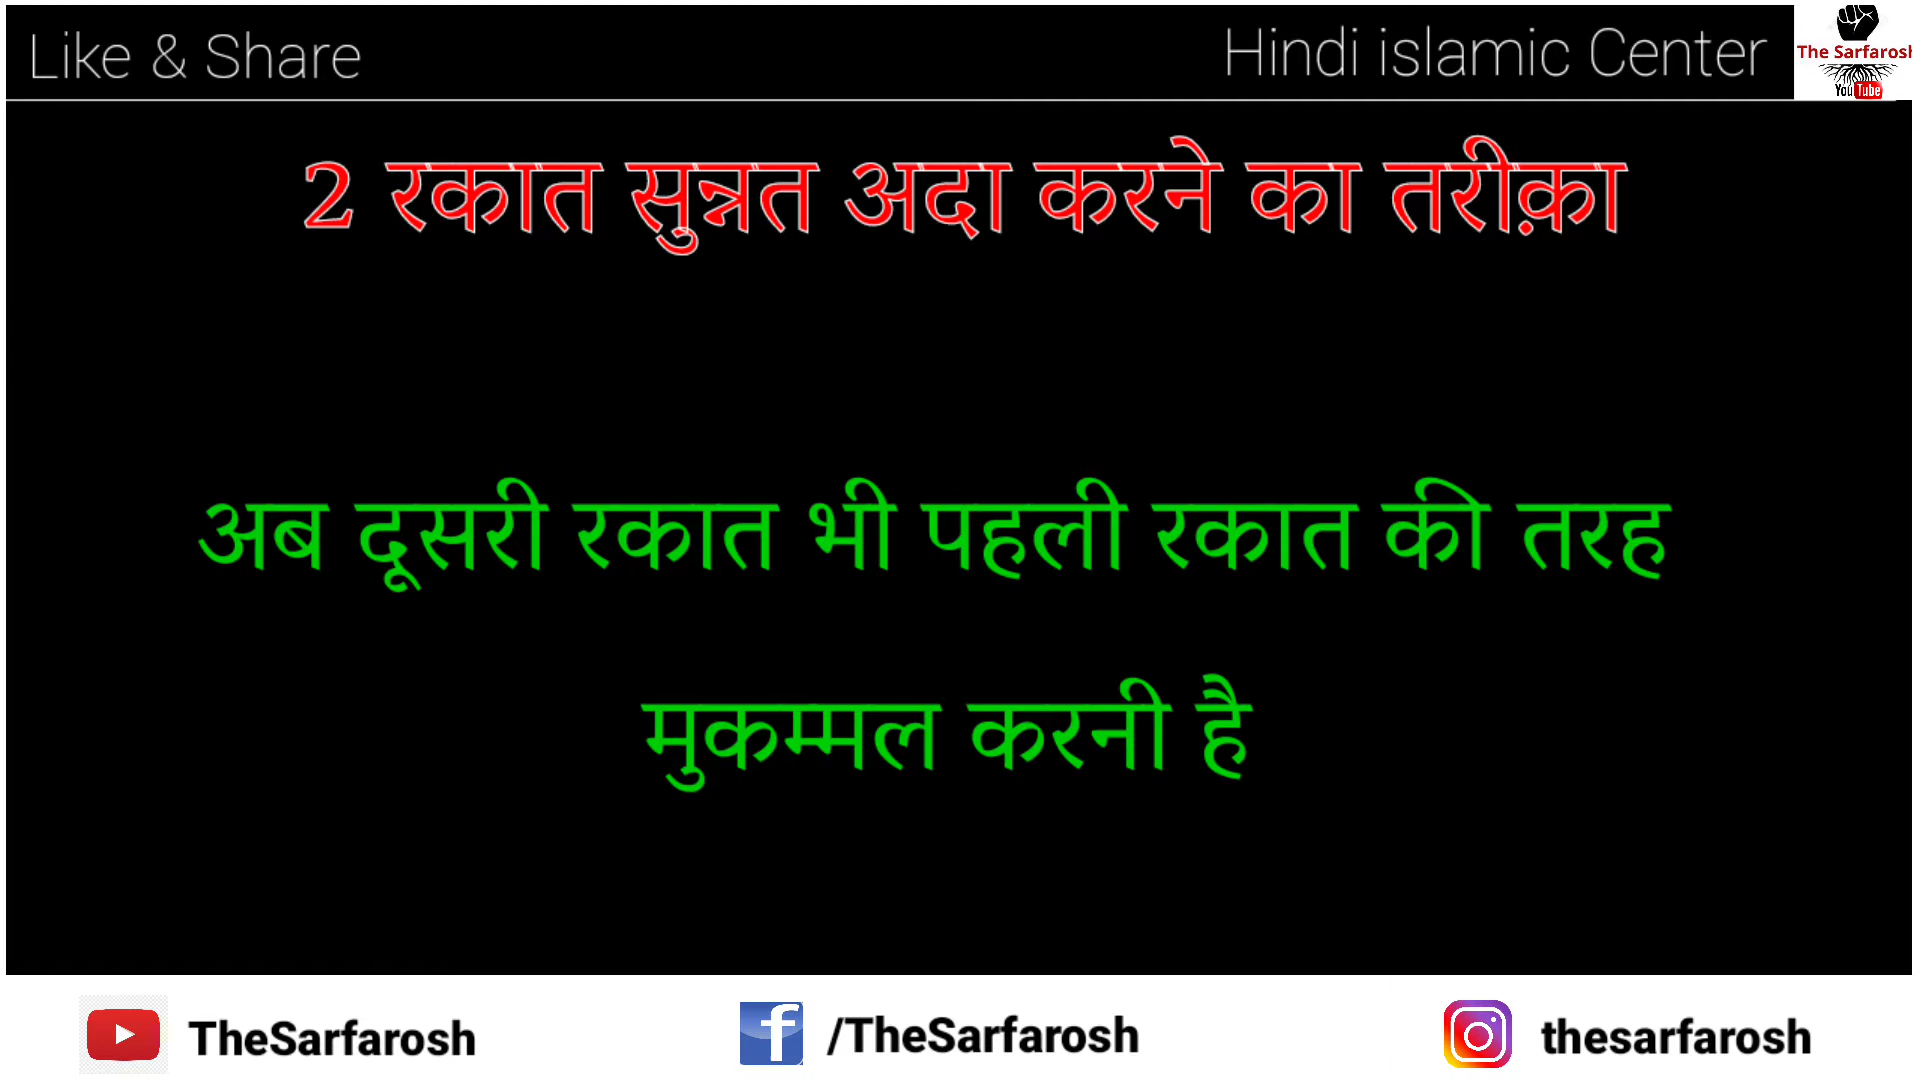 Like & Share
Hindi islamic Center
The Sarfarosh
YouTube
2 रकात सुन्नत अदा करने का तरीक़ा
अब दूसरी रकात भी पहली रकात की तरह
मुकम्मल करनी है
TheSarfarosh
/TheSarfarosh
thesarfarosh